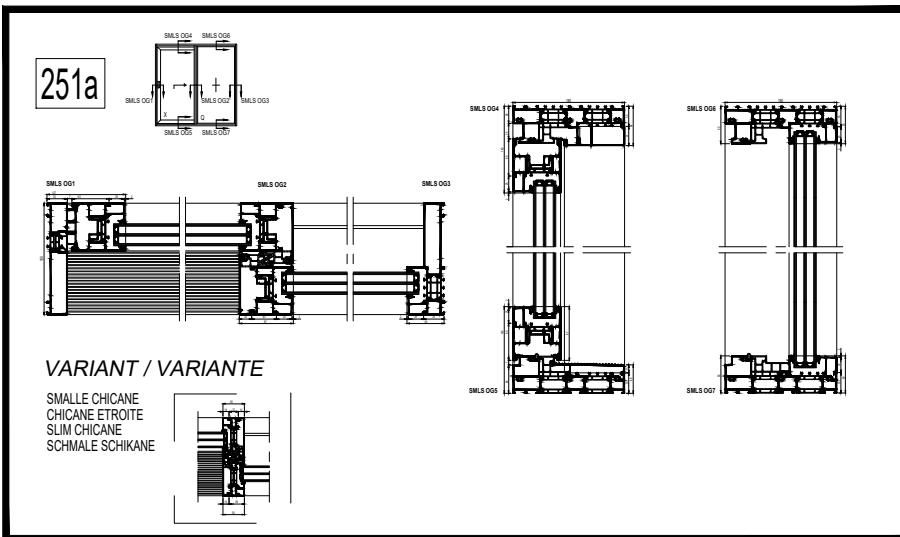 251a
SMLS OG4 SMLS OG6
SMLS OG1 SMLS OG2 SMLS OG3
X Q
SMLS OG5 SMLS OG7
SMLS OG1 SMLS OG2 SMLS OG3
VARIANT / VARIANTE
SMALLE CHICANE
CHICANE ETROITE
SLIM CHICANE
SCHMALE SCHIKANE
SMLS OG4
SMLS OG5
SMLS OG6
SMLS OG7